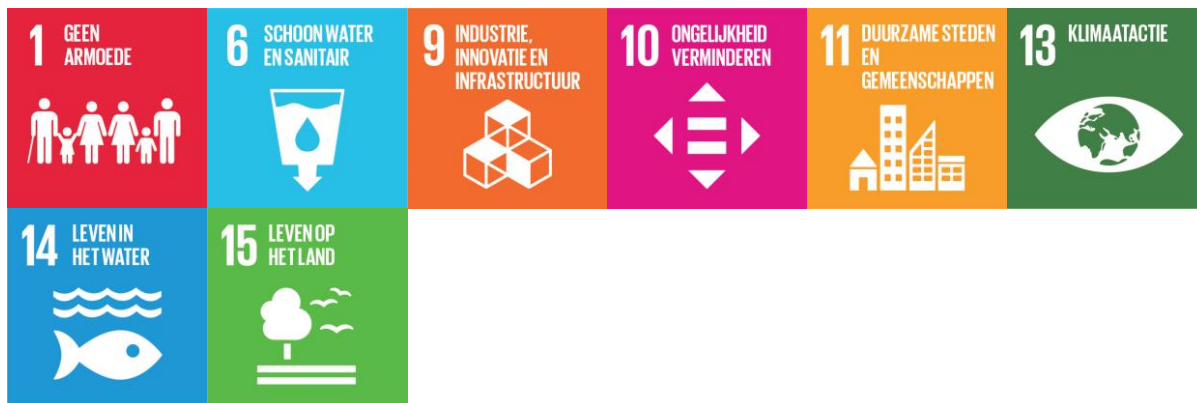 1 GEEN
ARMOEDE
6 SCHOON WATER
EN SANITAIR
9 INDUSTRIE,
INNOVATIE EN
INFRASTRUCTUUR
10 ONGELIJKHEID
VERMINDEREN
11 DUURZAME STEDEN
EN
GEMEENSCHAPPEN
13 KLIMAATACTIE
14 LEVEN IN
HET WATER
15 LEVEN OP
HET LAND